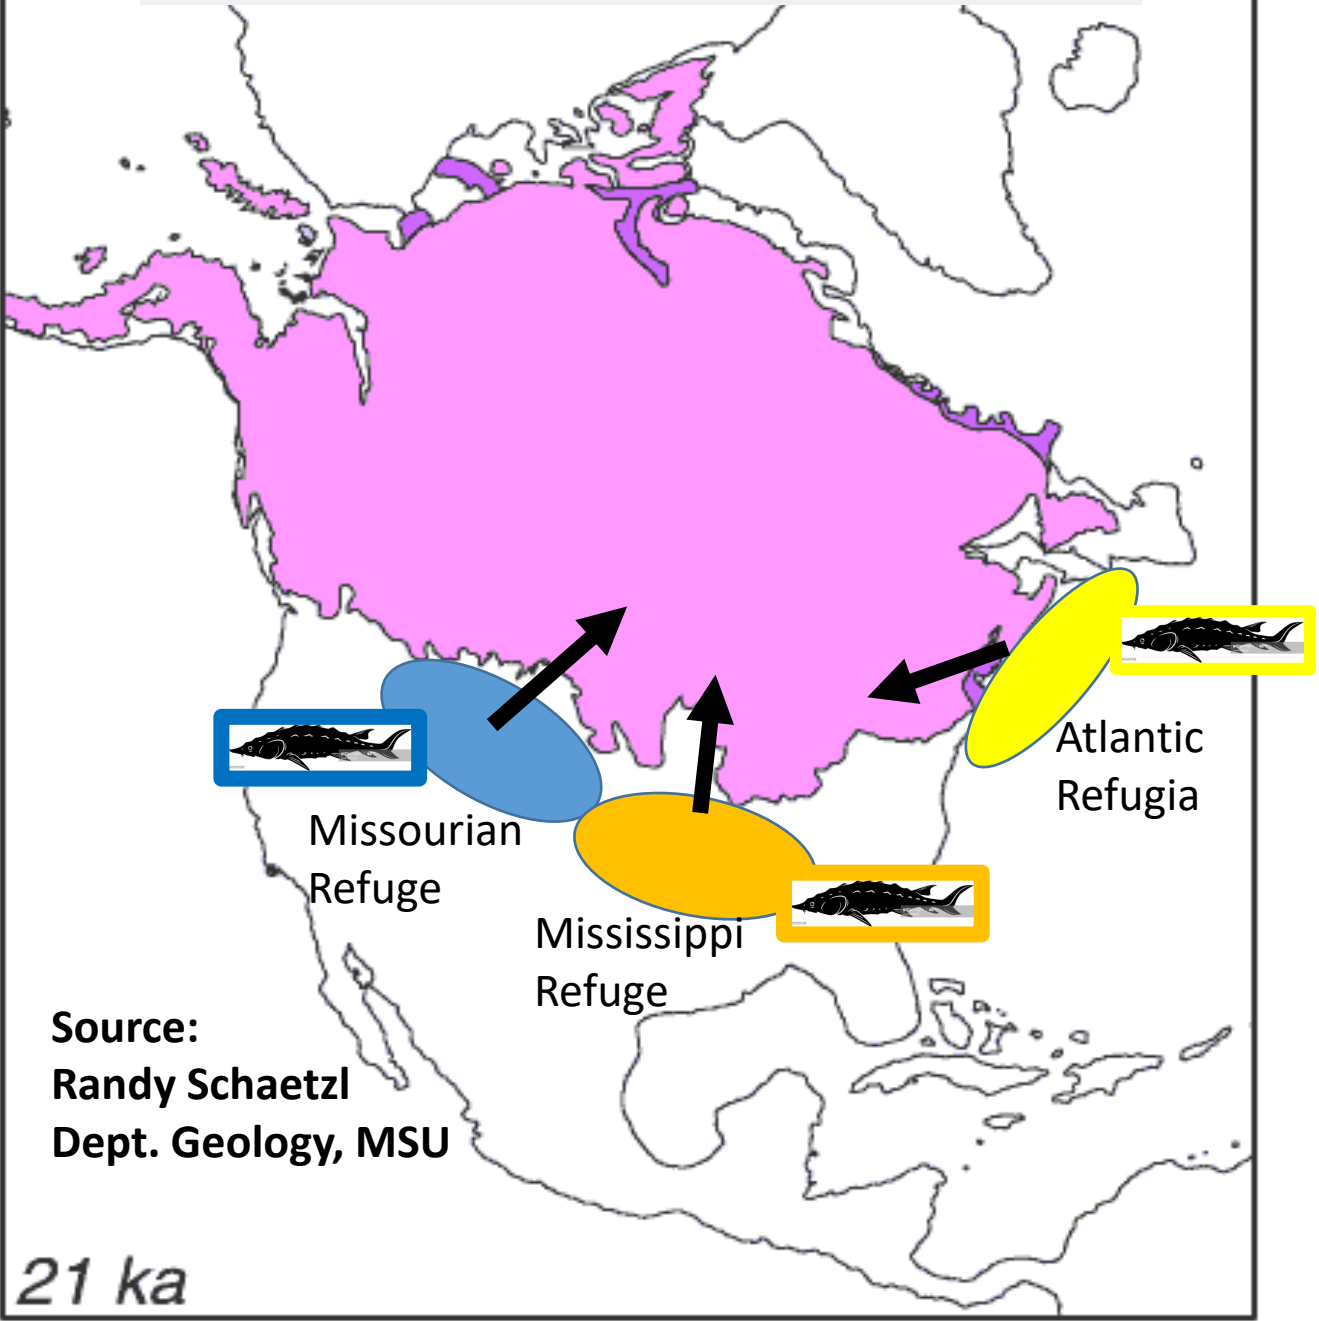 Atlantic
Refugia
Missourian
Refuge
Mississippi
Refuge
Source:
Randy Schaetzl
Dept. Geology, MSU
21 ka